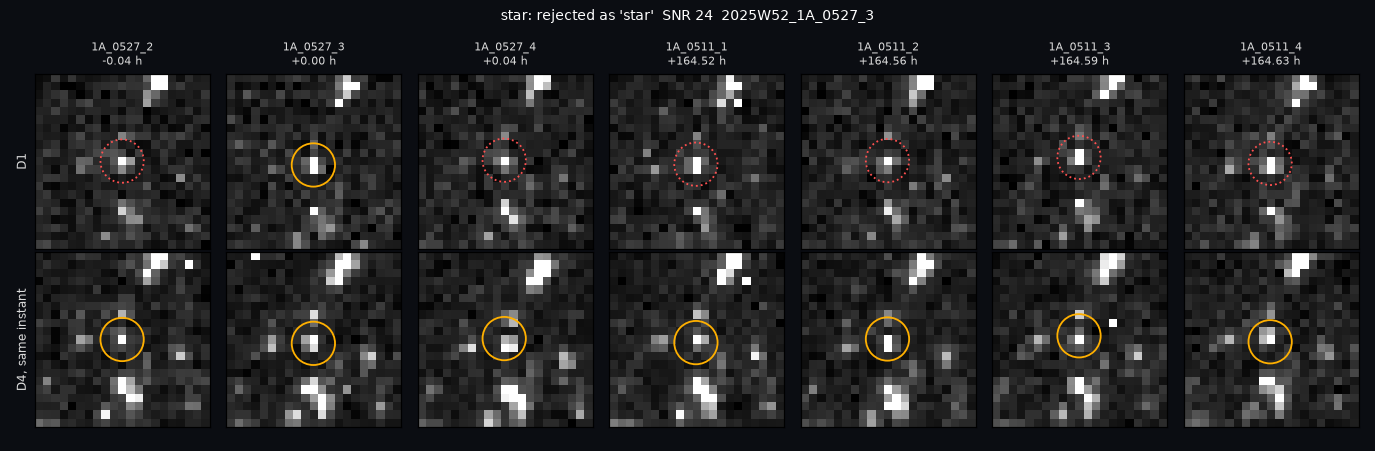 star: rejected as 'star'  SNR 24  2025W52_1A_0527_3
1A_0527_2 1A_0527_3 1A_0527_4 1A_0511_1 1A_0511_2 1A_0511_3 1A_0511_4
-0.04 h +0.00 h +0.04 h +164.52 h +164.56 h +164.59 h +164.63 h
D1
D4, same instant